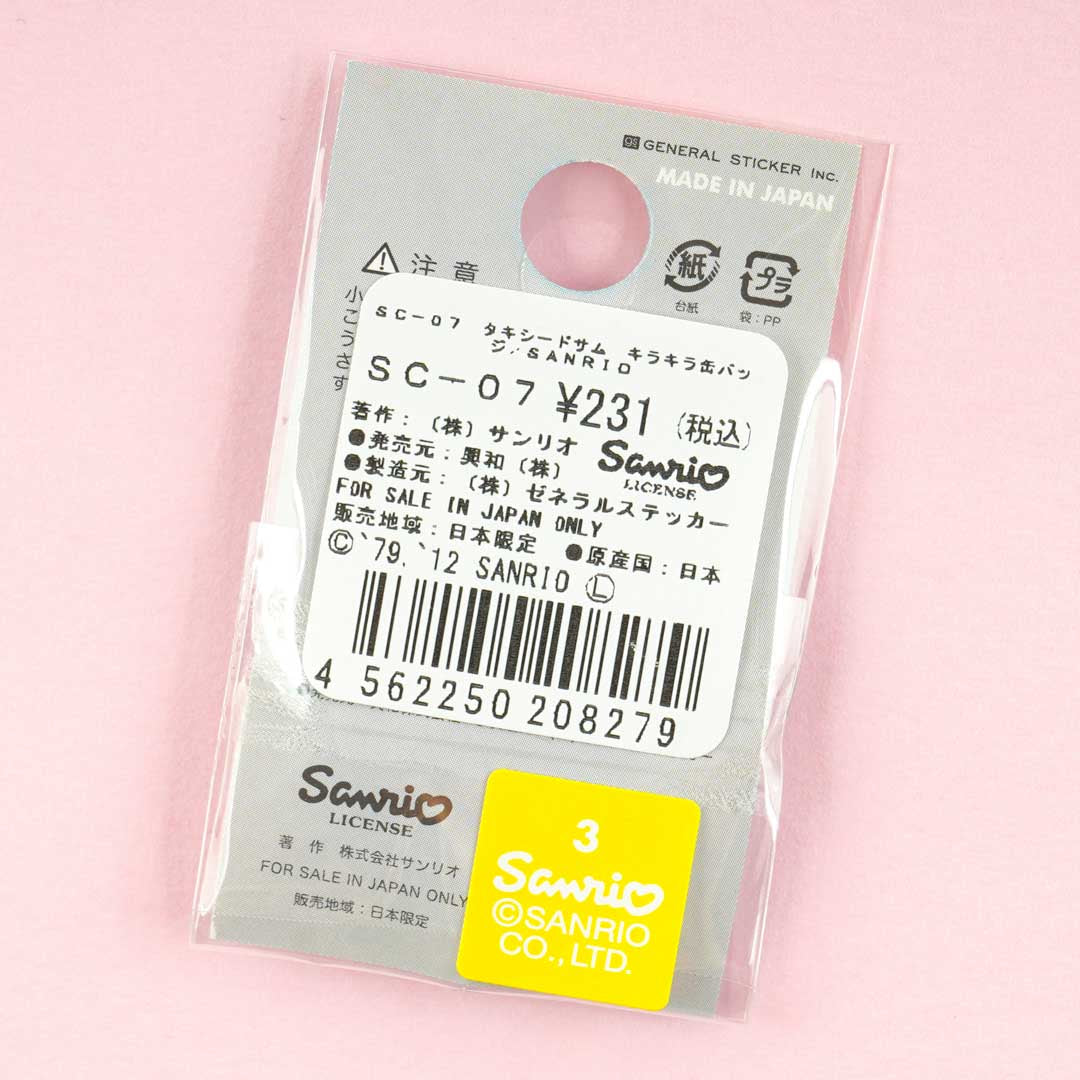 gs GENERAL STICKER INC.
MADE IN JAPAN
注意
紙
台紙
プラ
袋：PP
小
こ
う
さ
す
SC-07 タキシードサム キラキラ缶バッ
ジ/SANRIO
SC-07 ¥231 (税込)
著作：(株)サンリオ
●発売元：興和(株)
Sanrio
LICENSE
●製造元：(株)ゼネラルステッカー
FOR SALE IN JAPAN ONLY
販売地域：日本限定 ●原産国：日本
©'79,'12 SANRIO Ⓛ
4 562250 208279
Sanrio
LICENSE
著 作 株式会社サンリオ
FOR SALE IN JAPAN ONLY
販売地域：日本限定
3
Sanrio
©SANRIO
CO.,LTD.